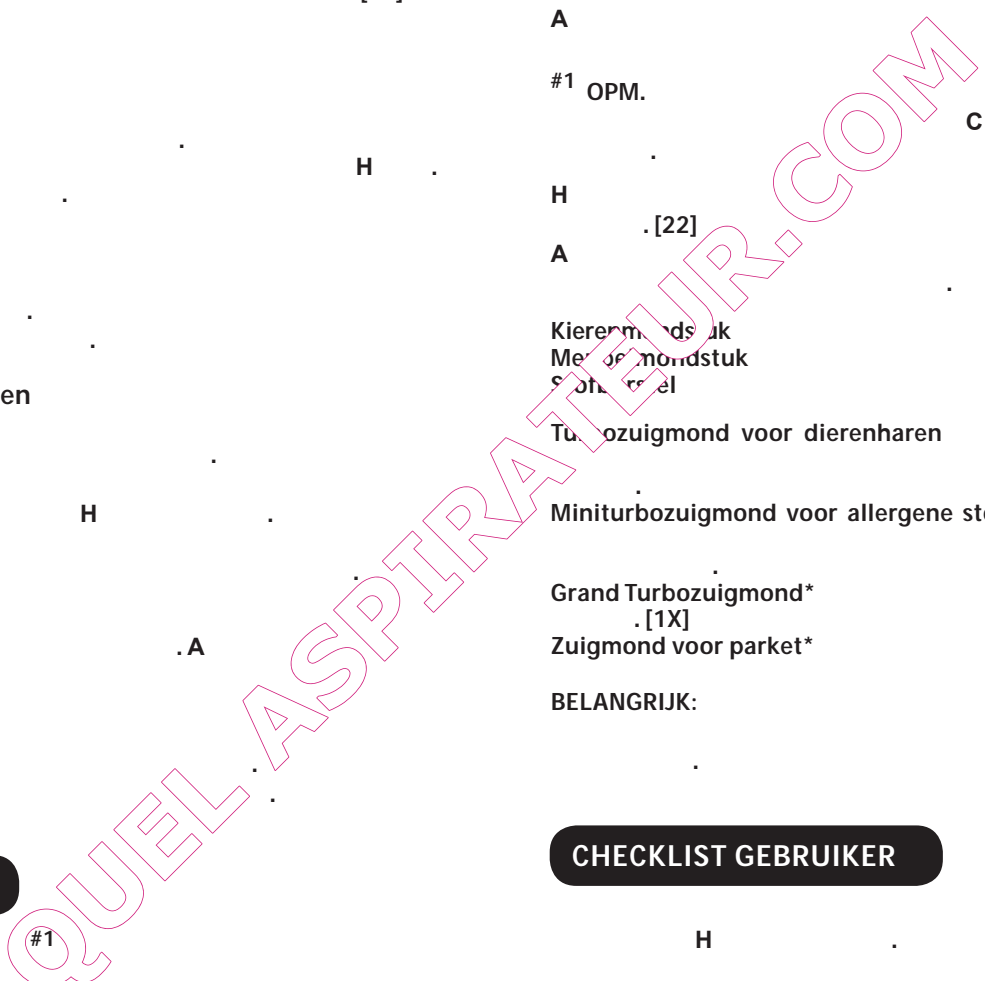 H .
en
H .
. A
#1
A
#1 OPM.
C
.
H
. [22]
A
.
Kierenmondstuk
Meubelmondstuk
Stofborstel
Turbozuigmond voor dierenharen
.
Miniturbozuigmond voor allergene
.
Grand Turbozuigmond*
. [1X]
Zuigmond voor parket*
BELANGRIJK:
.
CHECKLIST GEBRUIKER
H .
QUEL ASPIRATEUR.COM